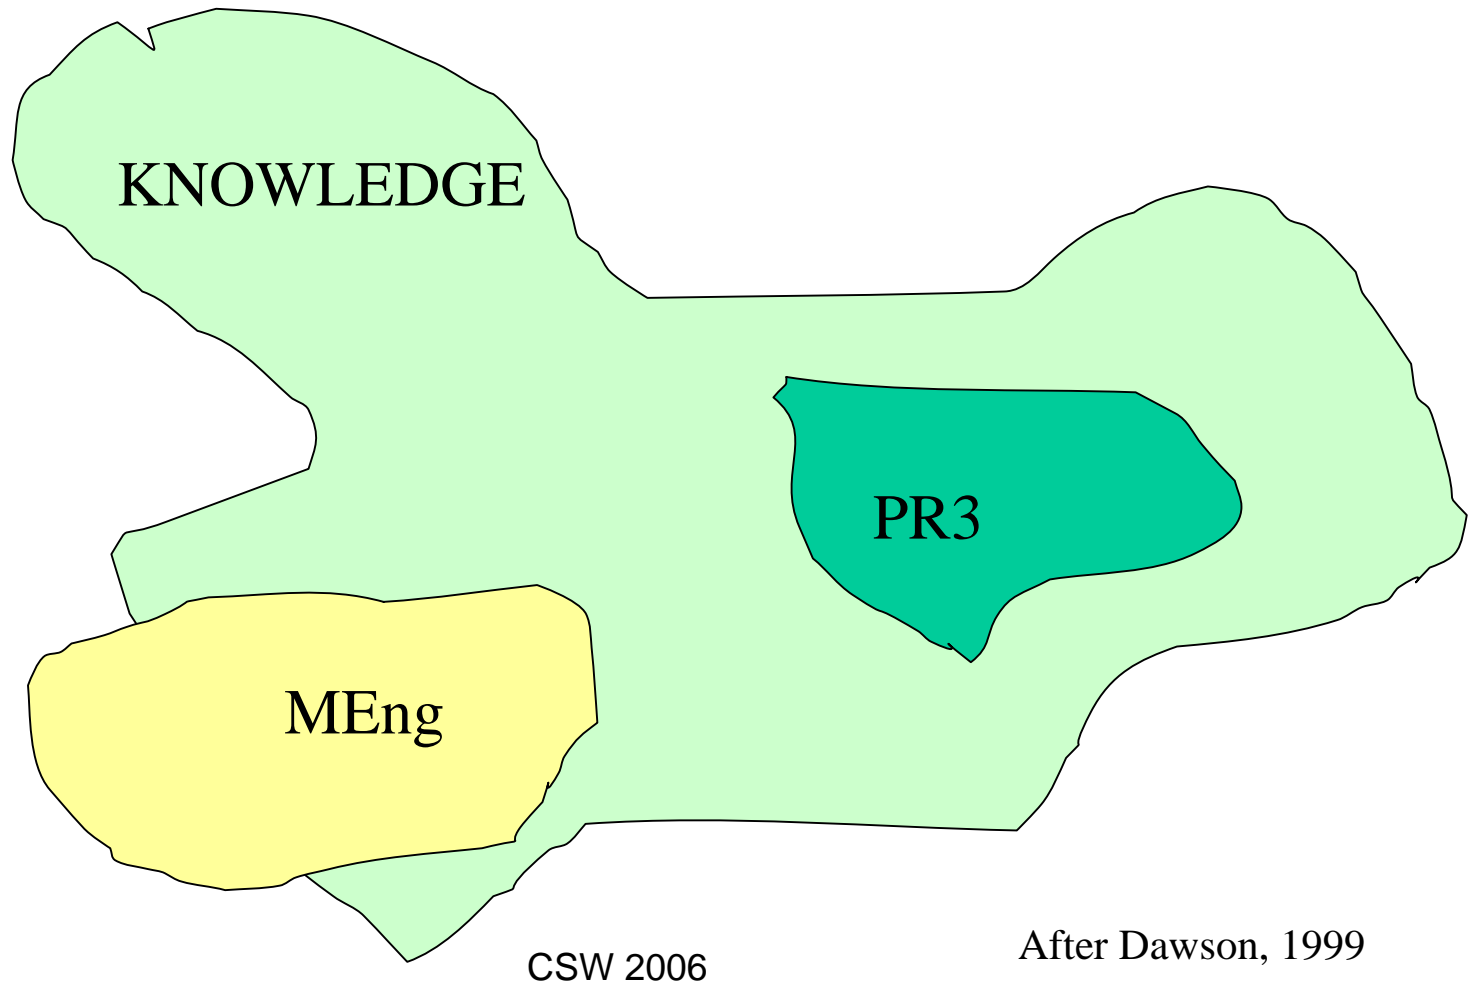 KNOWLEDGE
PR3
MEng
After Dawson, 1999
CSW 2006